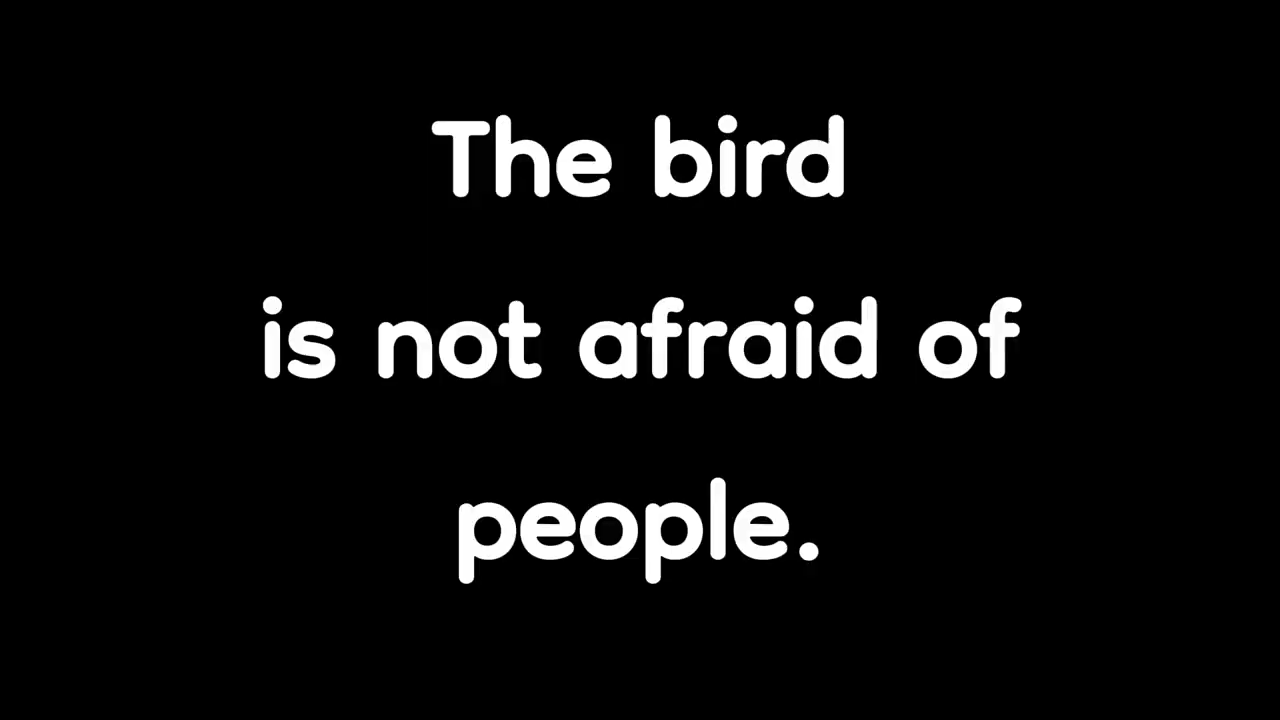 The bird
is not afraid of
people.